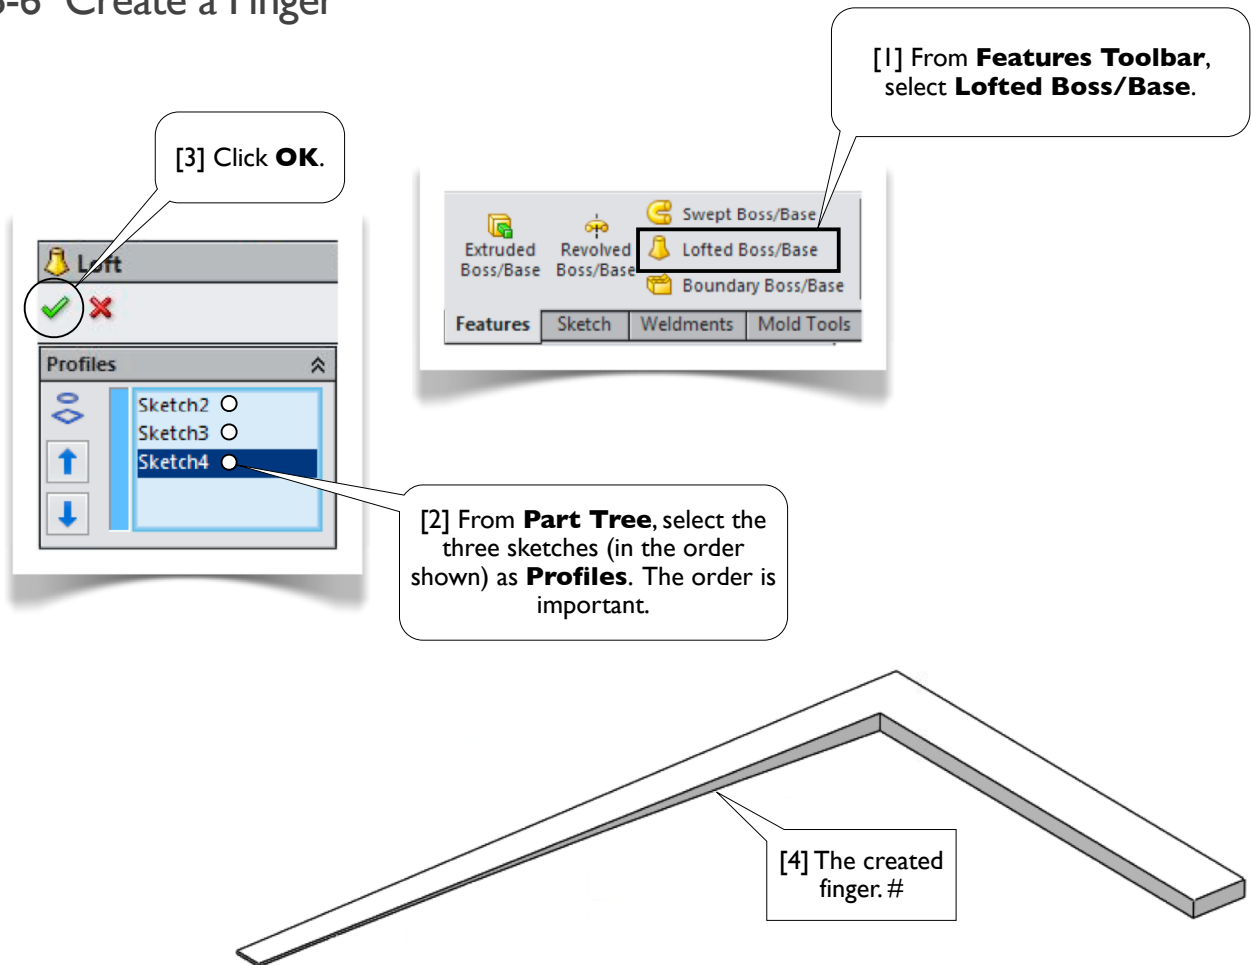 -6 Create a Finger
[1] From Features Toolbar,
select Lofted Boss/Base.
[3] Click OK.
Swept Boss/Base
Extruded
Boss/Base
Revolved
Boss/Base
Lofted Boss/Base
Boundary Boss/Base
Features
Sketch
Weldments
Mold Tools
Loft
Profiles
Sketch2
Sketch3
Sketch4
[2] From Part Tree, select the
three sketches (in the order
shown) as Profiles. The order is
important.
[4] The created
finger. #